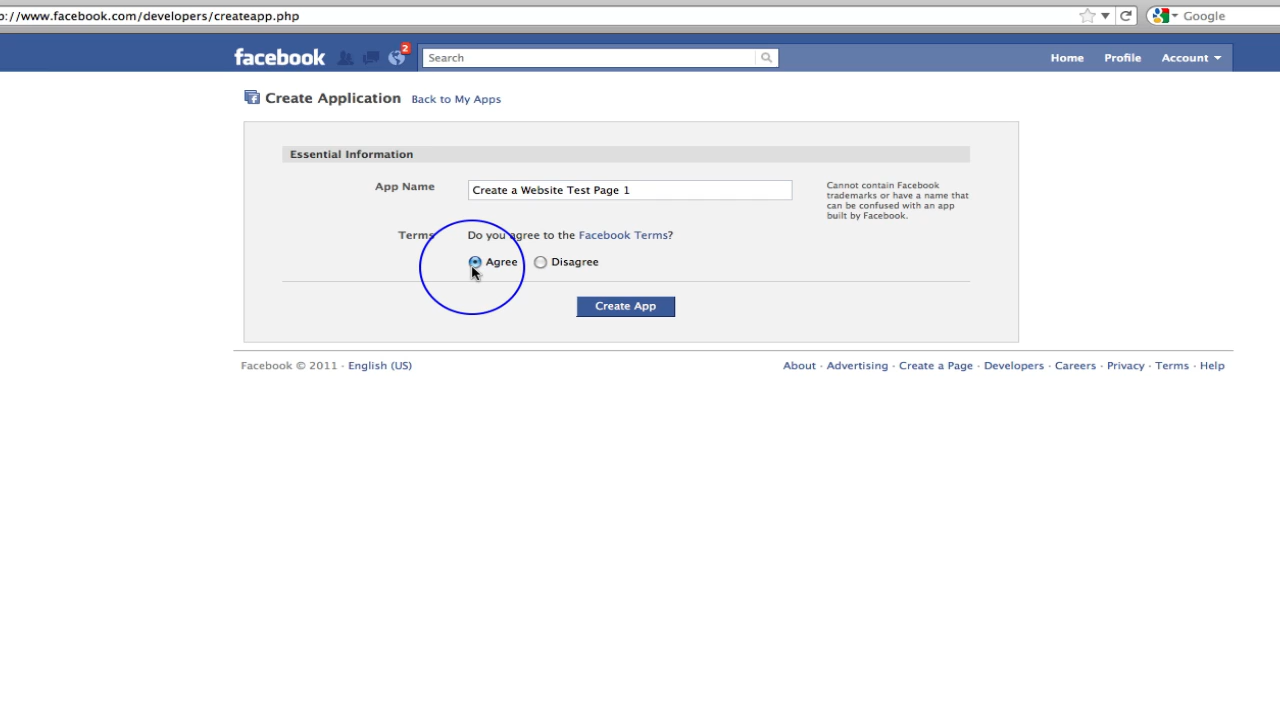 p://www.facebook.com/developers/createapp.php
Google
facebook
2
Search
Home Profile Account
Create Application Back to My Apps
Essential Information
App Name
Create a Website Test Page 1
Cannot contain Facebook
trademarks or have a name that
can be confused with an app
built by Facebook.
Terms
Do you agree to the Facebook Terms?
Agree Disagree
Create App
Facebook © 2011 · English (US)
About · Advertising · Create a Page · Developers · Careers · Privacy · Terms · Help